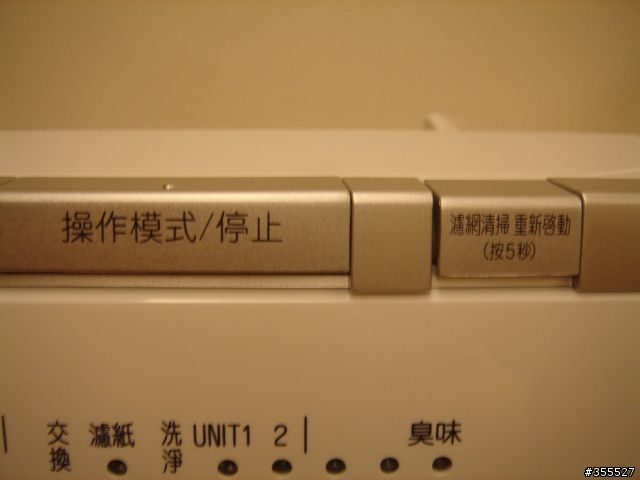 操作模式/停止
濾網清掃 重新啓動
(按5秒)
交換 濾紙 洗淨 UNIT1 2 臭味
#355527